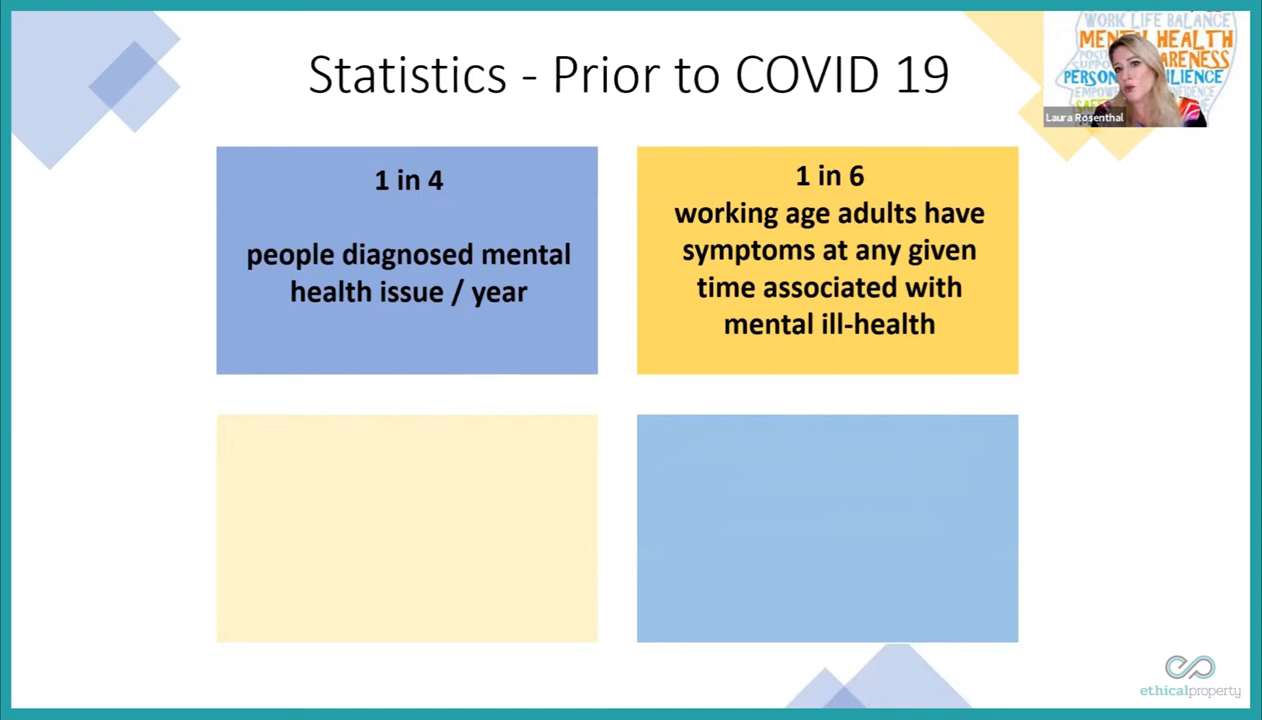 Statistics - Prior to COVID 19
WORK LIFE BALANCE
MENTAL HEALTH
PERSON
Laura Rosenthal
1 in 4
people diagnosed mental
health issue / year
1 in 6
working age adults have
symptoms at any given
time associated with
mental ill-health
ethicalproperty